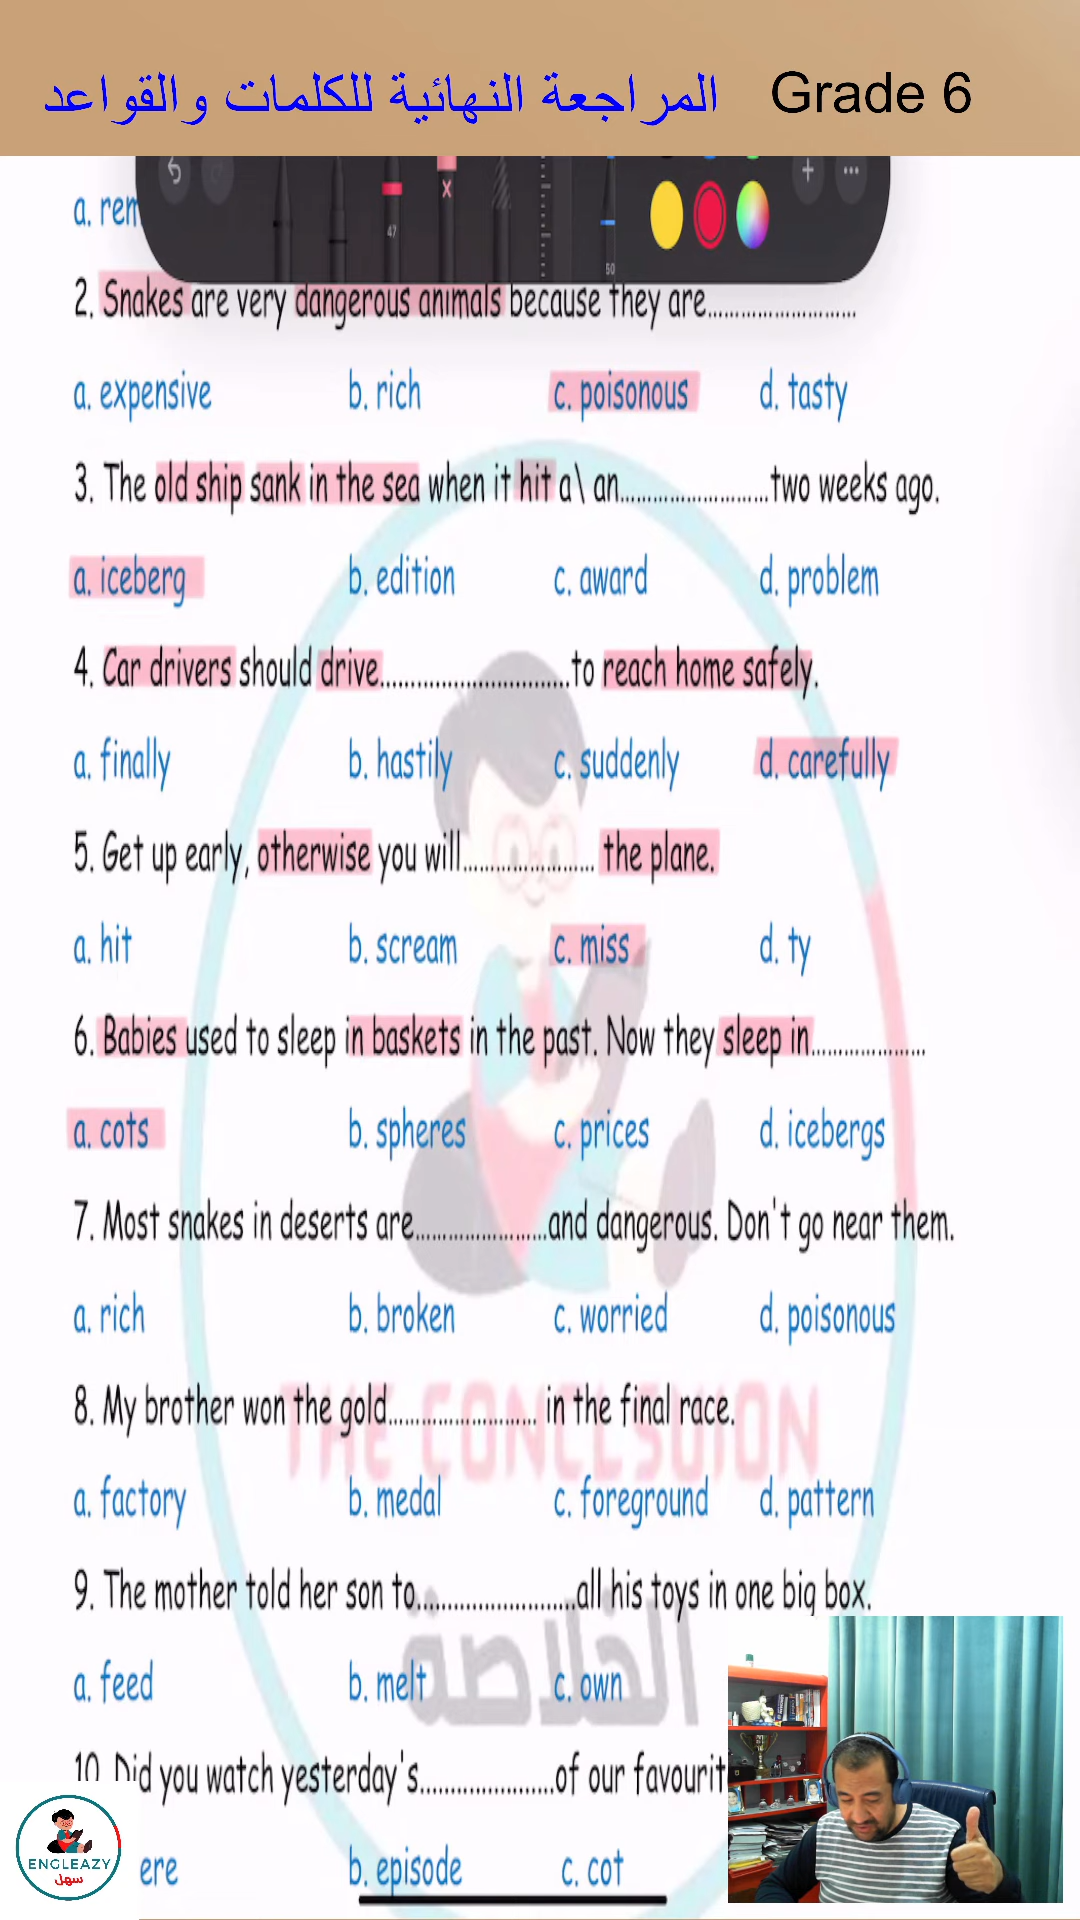 المراجعة النهائية للكلمات والقواعد Grade 6
47
50
a. rem
2. Snakes are very dangerous animals because they are........................
a. expensive b. rich c. poisonous d. tasty
3. The old ship sank in the sea when it hit a\ an........................two weeks ago.
a. iceberg b. edition c. award d. problem
4. Car drivers should drive..............................to reach home safely.
a. finally b. hastily c. suddenly d. carefully
5. Get up early, otherwise you will..................... the plane.
a. hit b. scream c. miss d. ty
6. Babies used to sleep in baskets in the past. Now they sleep in..................
a. cots b. spheres c. prices d. icebergs
7. Most snakes in deserts are.....................and dangerous. Don't go near them.
a. rich b. broken c. worried d. poisonous
THE CONCLSUION
8. My brother won the gold........................ in the final race.
a. factory b. medal c. foreground d. pattern
9. The mother told her son to..........................all his toys in one big box.
الخلاصة
a. feed b. melt c. own
10. Did you watch yesterday's......................of our favourit
ere b. episode c. cot
ENGLEAZY
سهل